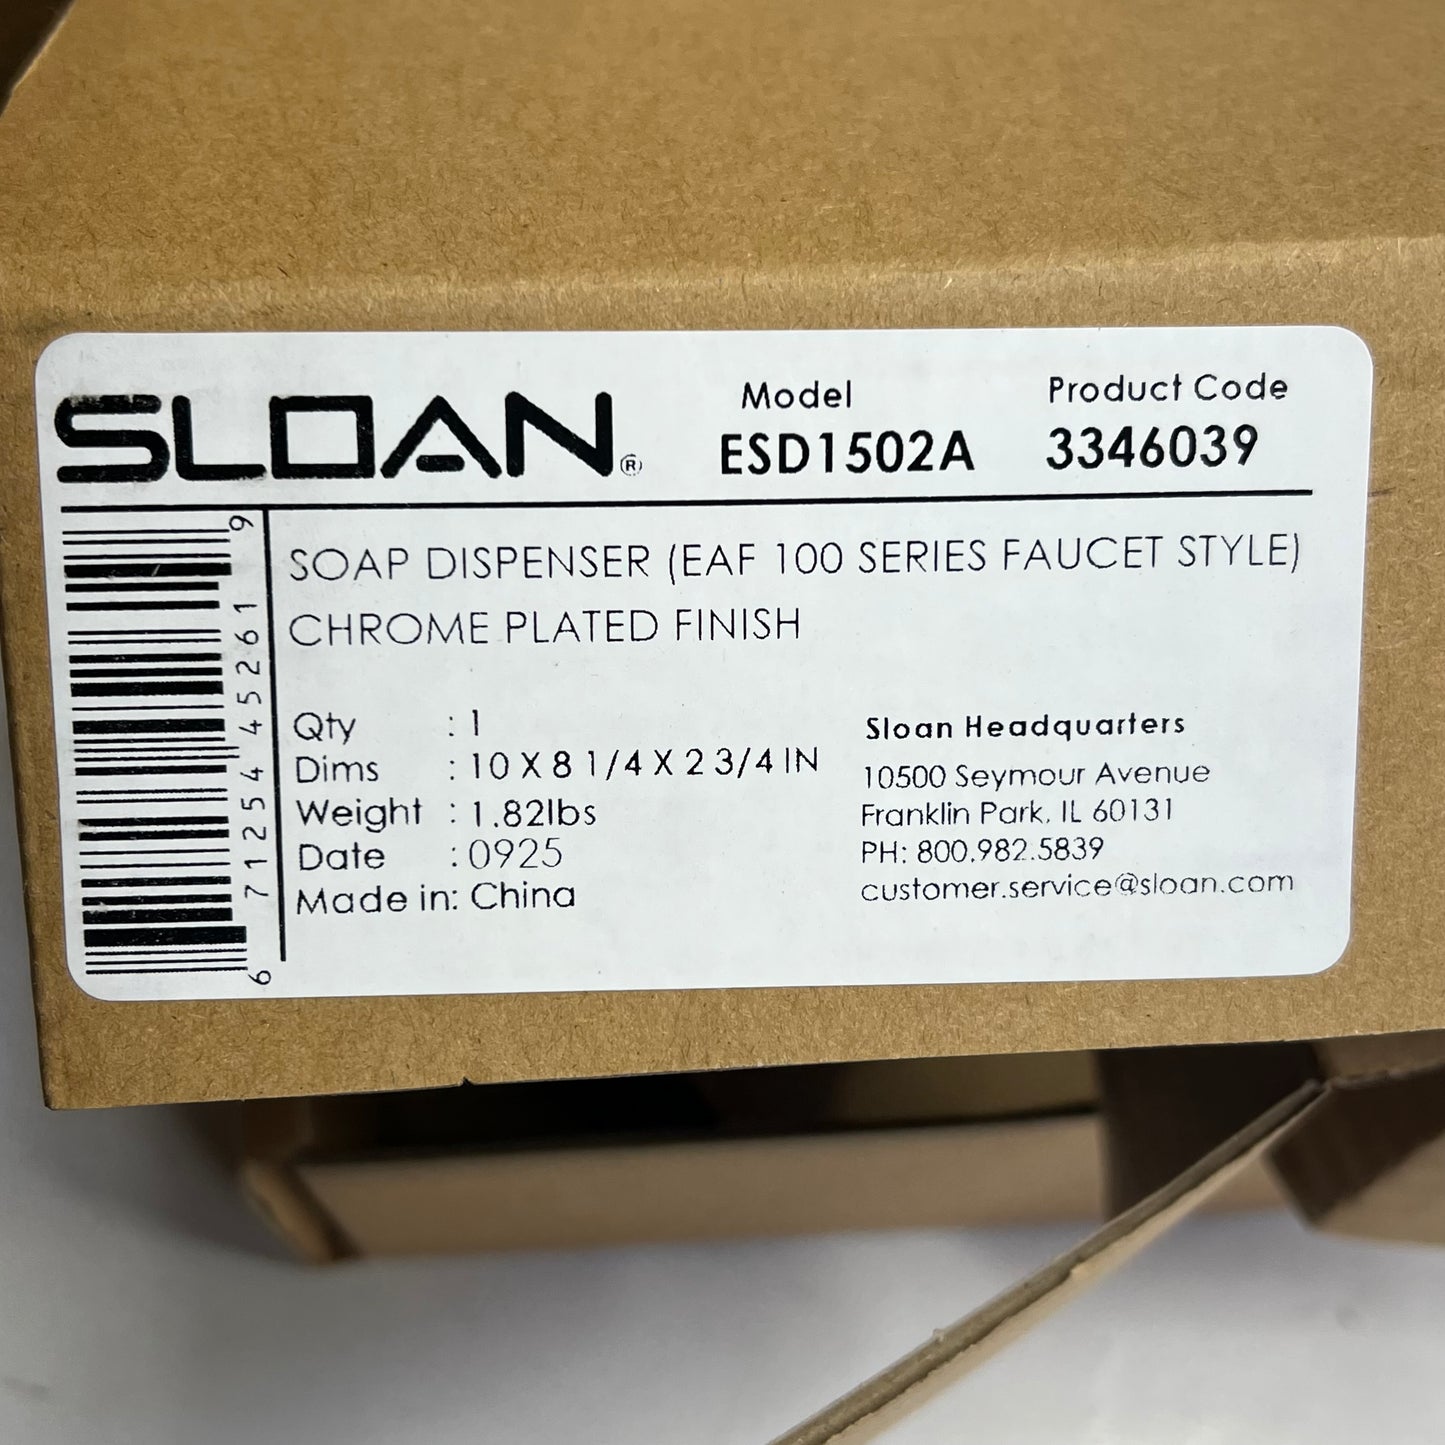 SLOAN®
Model
ESD1502A
Product Code
3346039
SOAP DISPENSER (EAF 100 SERIES FAUCET STYLE)
CHROME PLATED FINISH
Qty : 1
Dims : 10 X 8 1/4 X 2 3/4 IN
Weight : 1.82lbs
Date : 0925
Made in: China
Sloan Headquarters
10500 Seymour Avenue
Franklin Park, IL 60131
PH: 800.982.5839
customer.service@sloan.com
6 71254 45261 9